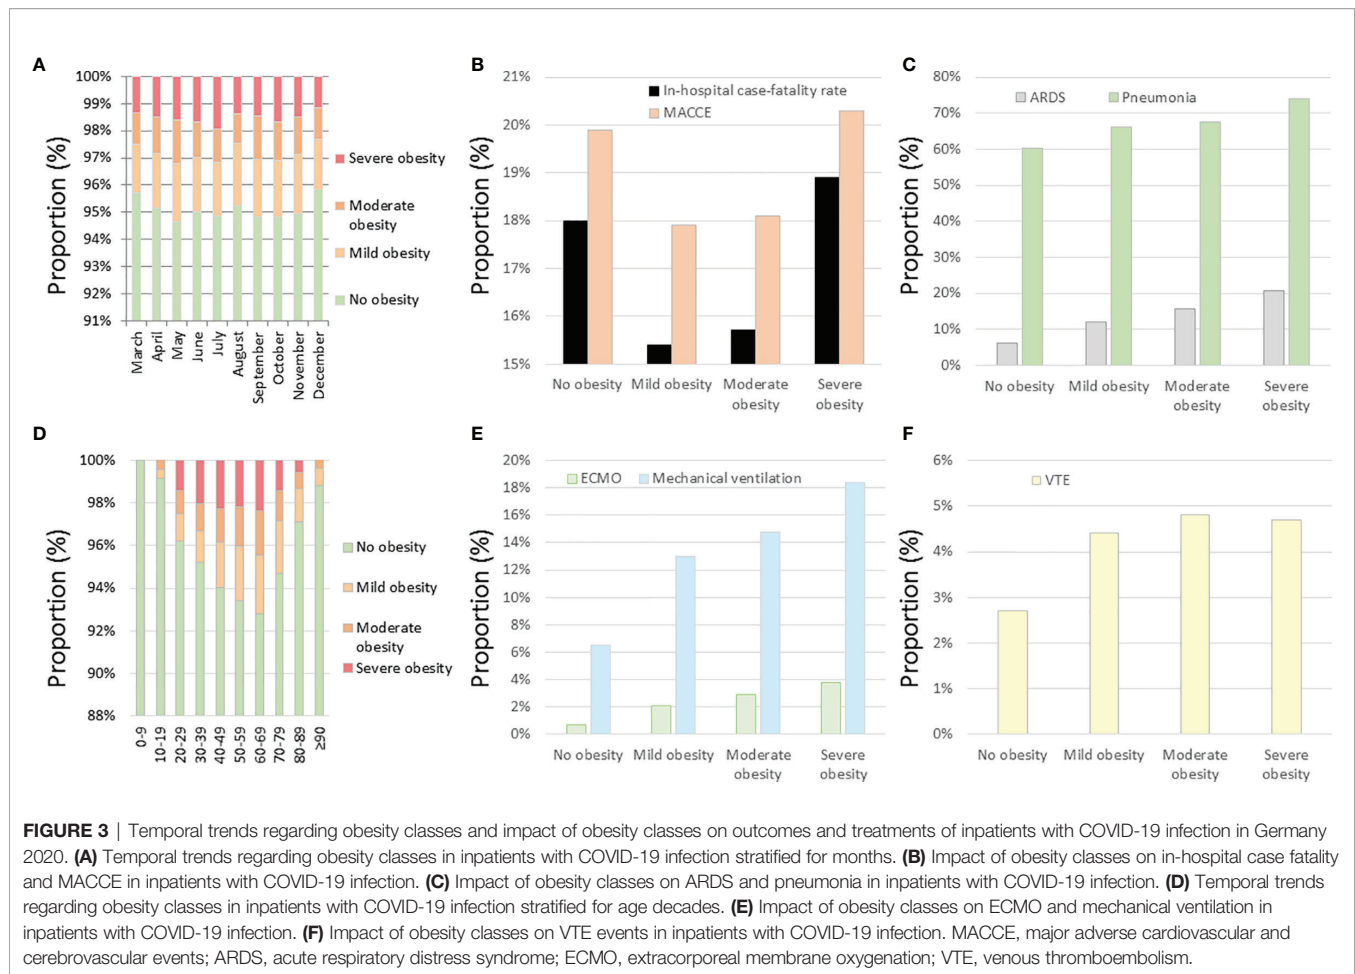 A
100%
99%
98%
97%
96%
95%
94%
93%
92%
91%
Proportion (%)
March
April
May
June
July
August
September
October
November
December
Severe obesity
Moderate
obesity
Mild obesity
No obesity
B
21%
20%
19%
18%
17%
16%
15%
Proportion (%)
In-hospital case-fatality rate
MACCE
No obesity
Mild obesity
Moderate
obesity
Severe
obesity
C
80%
70%
60%
50%
40%
30%
20%
10%
0%
Proportion (%)
ARDS
Pneumonia
No obesity
Mild obesity
Moderate
obesity
Severe
obesity
D
100%
98%
96%
94%
92%
90%
88%
Proportion (%)
0-9
10-19
20-29
30-39
40-49
50-59
60-69
70-79
80-89
≥90
No obesity
Mild obesity
Moderate
obesity
Severe obesity
E
20%
18%
16%
14%
12%
10%
8%
6%
4%
2%
0%
Proportion (%)
ECMO
Mechanical ventilation
No obesity
Mild obesity
Moderate
obesity
Severe
obesity
F
6%
5%
4%
3%
2%
1%
0%
Proportion (%)
VTE
No obesity
Mild obesity
Moderate
obesity
Severe
obesity
FIGURE 3 | Temporal trends regarding obesity classes and impact of obesity classes on outcomes and treatments of inpatients with COVID-19 infection in Germany
2020. (A) Temporal trends regarding obesity classes in inpatients with COVID-19 infection stratified for months. (B) Impact of obesity classes on in-hospital case fatality
and MACCE in inpatients with COVID-19 infection. (C) Impact of obesity classes on ARDS and pneumonia in inpatients with COVID-19 infection. (D) Temporal trends
regarding obesity classes in inpatients with COVID-19 infection stratified for age decades. (E) Impact of obesity classes on ECMO and mechanical ventilation in
inpatients with COVID-19 infection. (F) Impact of obesity classes on VTE events in inpatients with COVID-19 infection. MACCE, major adverse cardiovascular and
cerebrovascular events; ARDS, acute respiratory distress syndrome; ECMO, extracorporeal membrane oxygenation; VTE, venous thromboembolism.